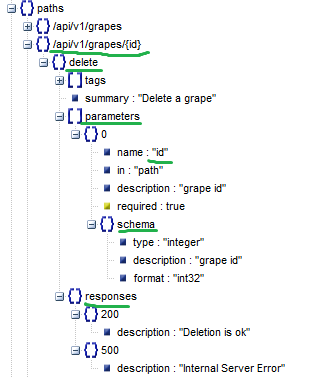 paths
/api/v1/grapes
/api/v1/grapes/{id}
delete
tags
summary : "Delete a grape"
parameters
0
name : "id"
in : "path"
description : "grape id"
required : true
schema
type : "integer"
description : "grape id"
format : "int32"
responses
200
description : "Deletion is ok"
500
description : "Internal Server Error"